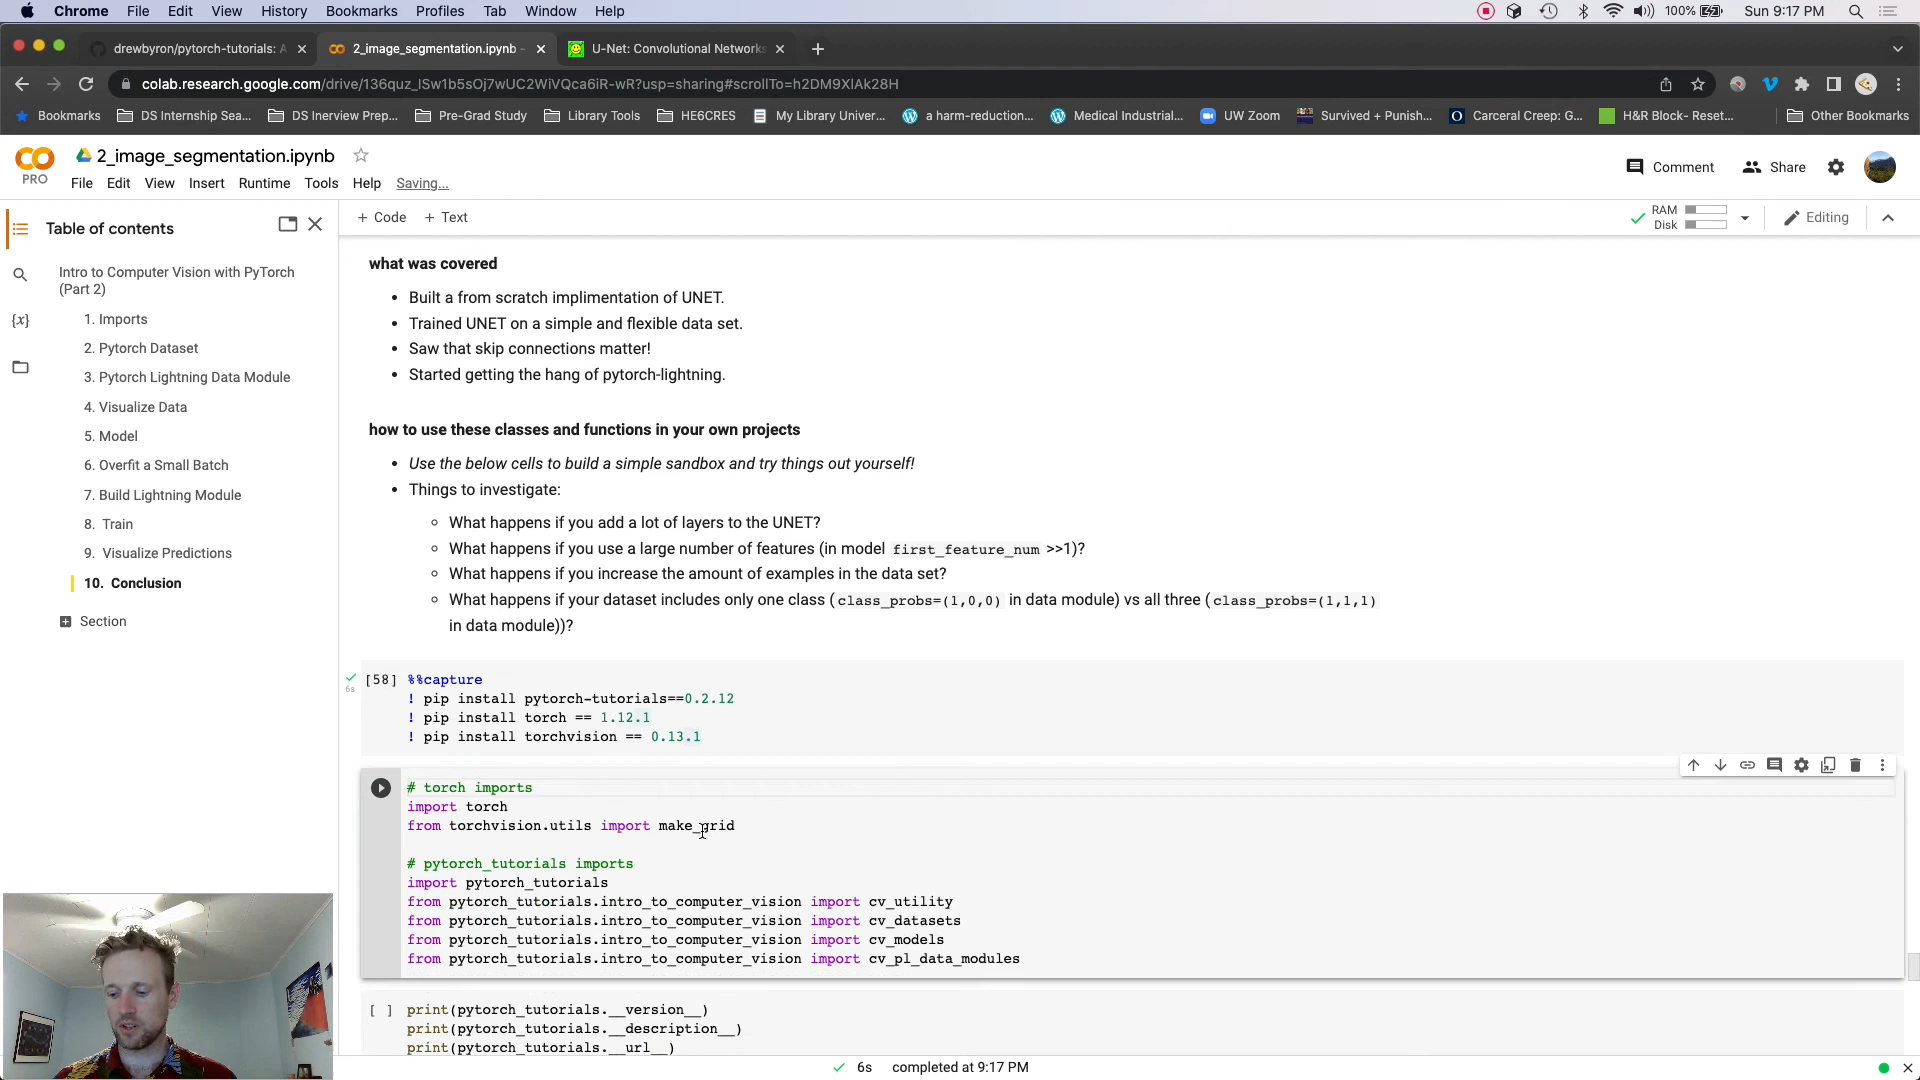 Chrome File Edit View History Bookmarks Profiles Tab Window Help 100% Sun 9:17 PM
drewbyron/pytorch-tutorials: A 2_image_segmentation.ipynb - U-Net: Convolutional Networks
colab.research.google.com/drive/136quz_lSw1b5sOj7wUC2WiVQca6iR-wR?usp=sharing#scrollTo=h2DM9XlAk28H
Bookmarks DS Internship Sea... DS Inerview Prep... Pre-Grad Study Library Tools HE6CRES My Library Univer... a harm-reduction... Medical Industrial... UW Zoom Survived + Punish... Carceral Creep: G... H&R Block- Reset... Other Bookmarks
2_image_segmentation.ipynb
PRO
File Edit View Insert Runtime Tools Help Saving...
Comment Share
Table of contents
Intro to Computer Vision with PyTorch
(Part 2)
1. Imports
2. Pytorch Dataset
3. Pytorch Lightning Data Module
4. Visualize Data
5. Model
6. Overfit a Small Batch
7. Build Lightning Module
8. Train
9. Visualize Predictions
10. Conclusion
Section
{x}
+ Code + Text
RAM
Disk
Editing
what was covered
• Built a from scratch implimentation of UNET.
• Trained UNET on a simple and flexible data set.
• Saw that skip connections matter!
• Started getting the hang of pytorch-lightning.
how to use these classes and functions in your own projects
• Use the below cells to build a simple sandbox and try things out yourself!
• Things to investigate:
◦ What happens if you add a lot of layers to the UNET?
◦ What happens if you use a large number of features (in model first_feature_num >>1)?
◦ What happens if you increase the amount of examples in the data set?
◦ What happens if your dataset includes only one class (class_probs=(1,0,0) in data module) vs all three (class_probs=(1,1,1)
in data module))?
6s
[58] %%capture
! pip install pytorch-tutorials==0.2.12
! pip install torch == 1.12.1
! pip install torchvision == 0.13.1
# torch imports
import torch
from torchvision.utils import make_grid
# pytorch_tutorials imports
import pytorch_tutorials
from pytorch_tutorials.intro_to_computer_vision import cv_utility
from pytorch_tutorials.intro_to_computer_vision import cv_datasets
from pytorch_tutorials.intro_to_computer_vision import cv_models
from pytorch_tutorials.intro_to_computer_vision import cv_pl_data_modules
[ ] print(pytorch_tutorials.__version__)
print(pytorch_tutorials.__description__)
print(pytorch_tutorials.__url__)
6s completed at 9:17 PM